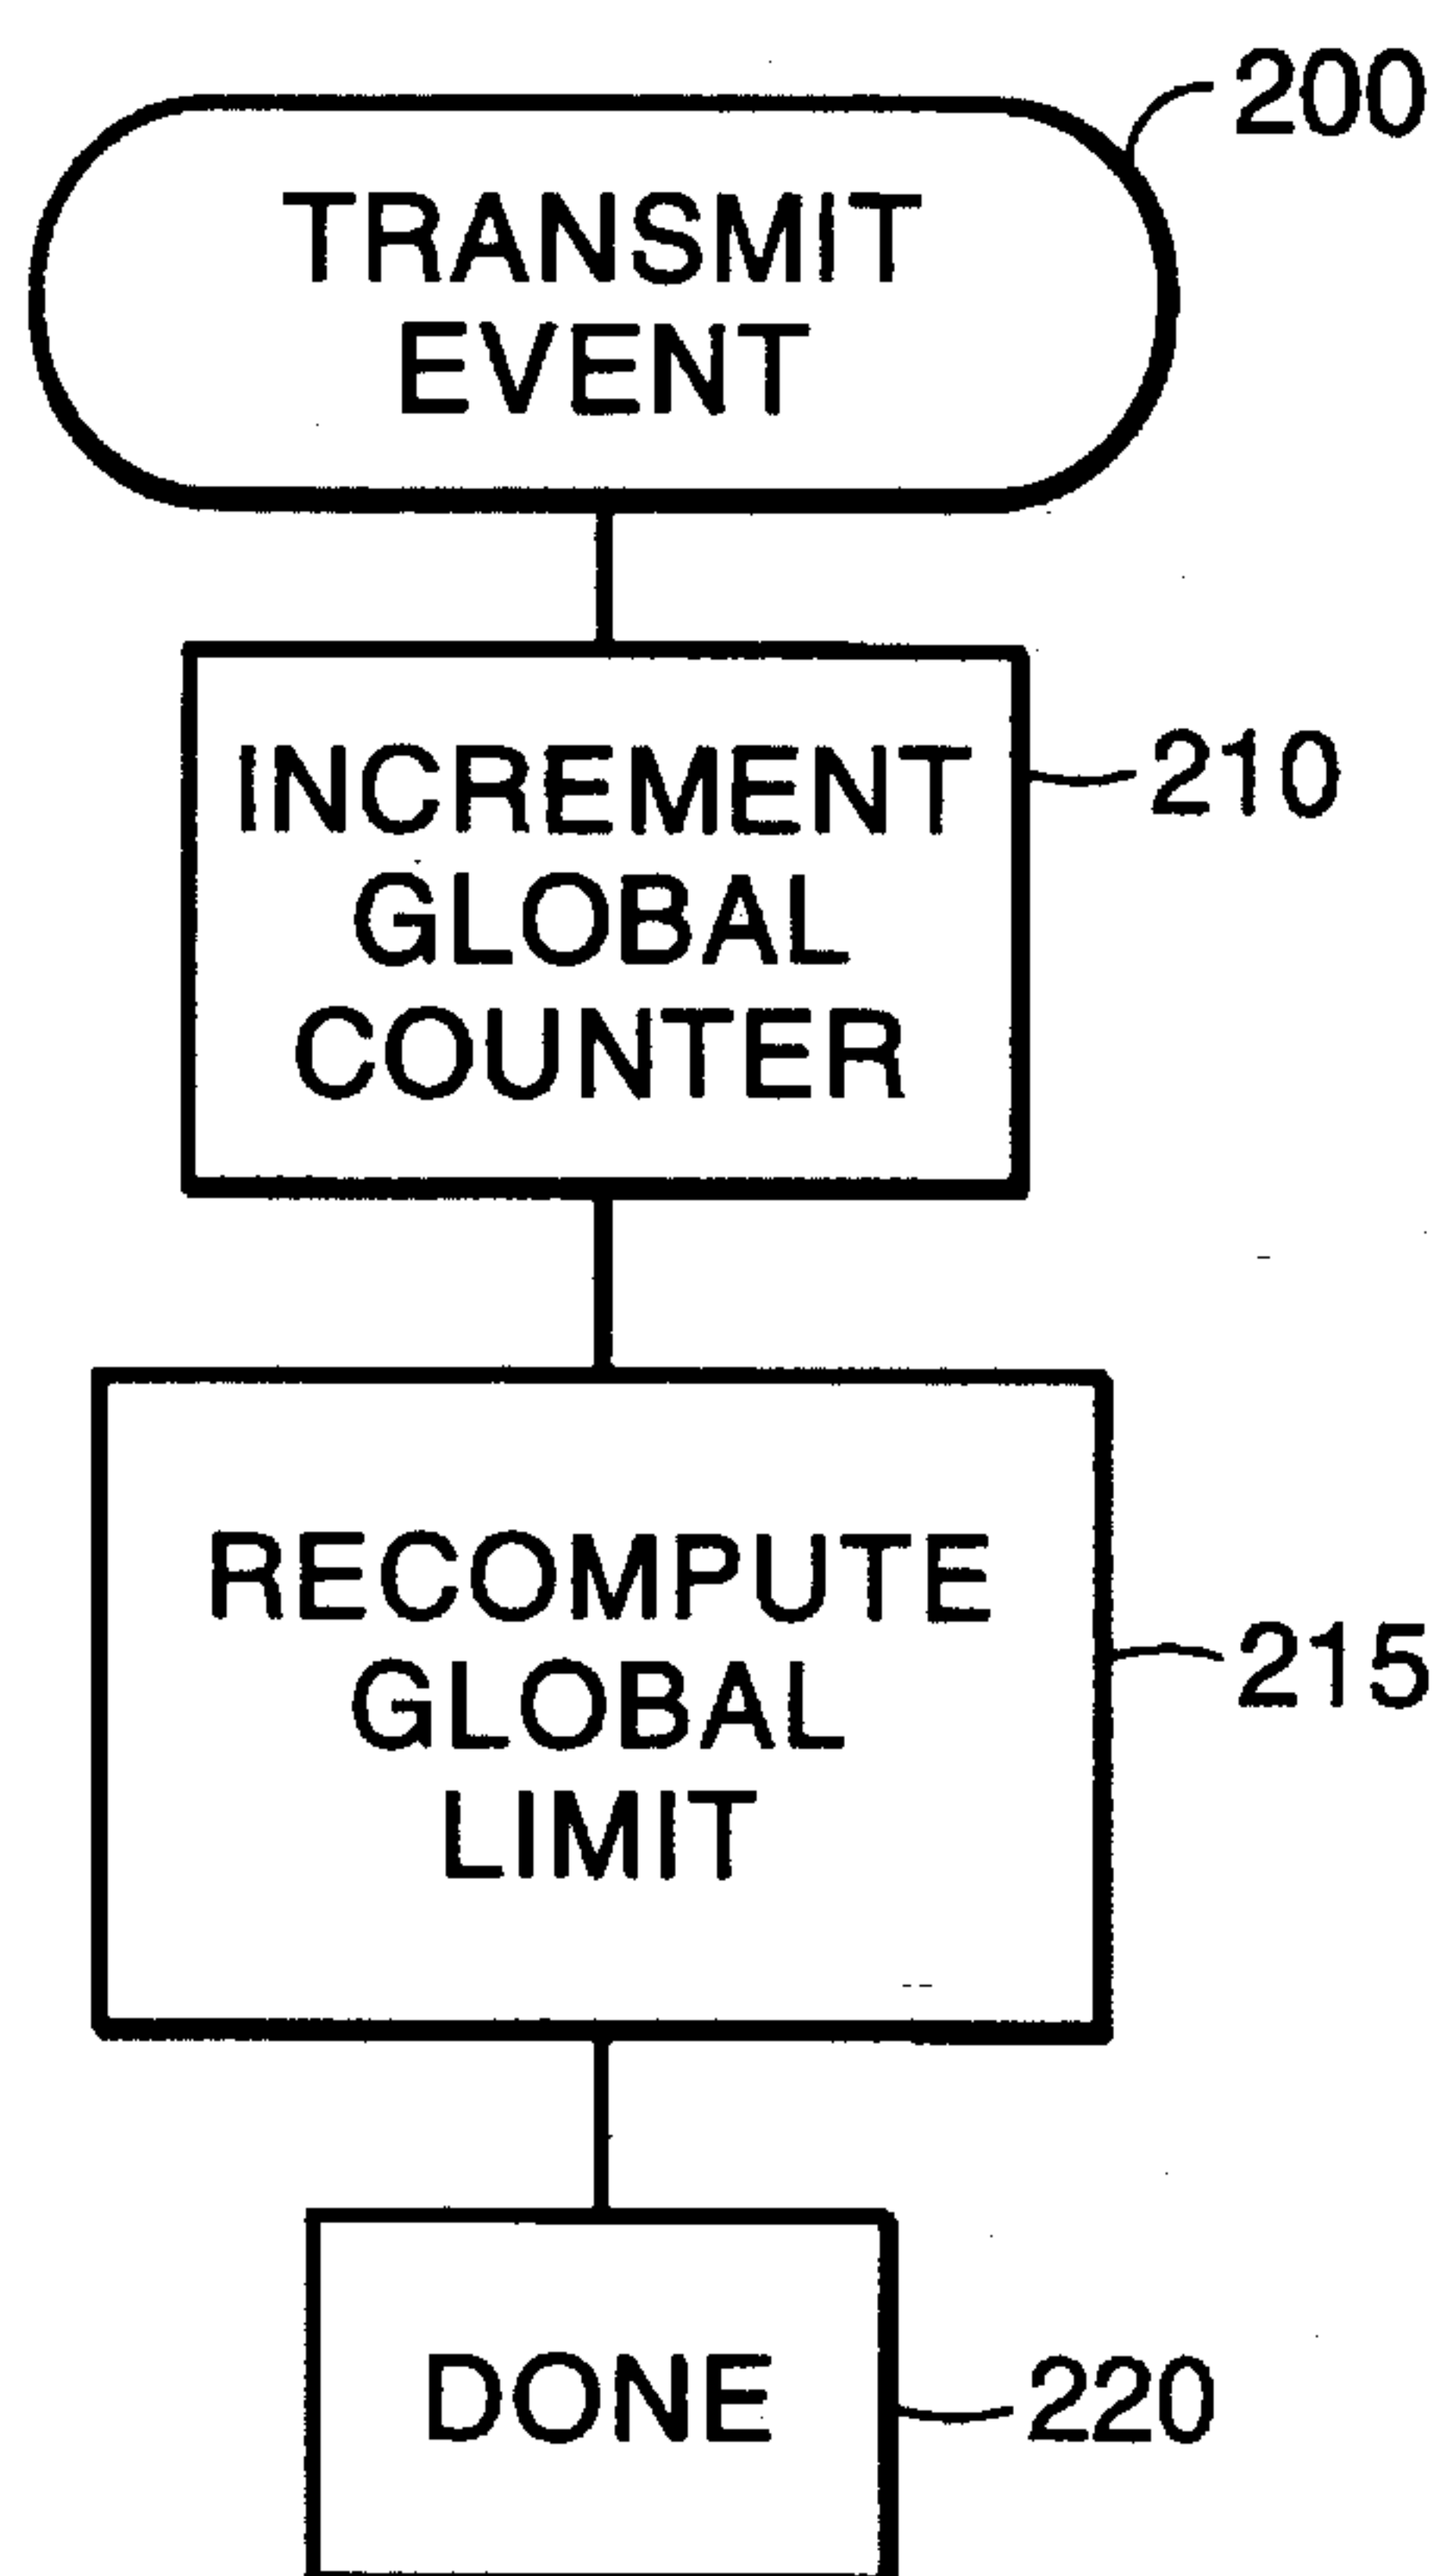 200
TRANSMIT
EVENT
INCREMENT
GLOBAL
COUNTER
210
RECOMPUTE
GLOBAL
LIMIT
215
DONE
220